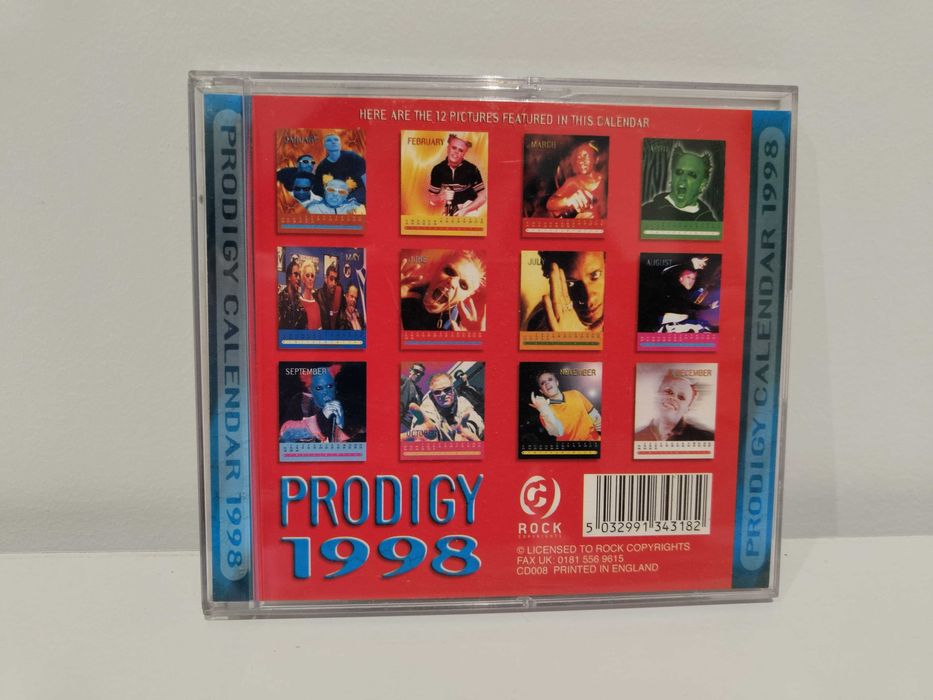 PRODIGY CALENDAR 1998
HERE ARE THE 12 PICTURES FEATURED IN THIS CALENDAR
JANUARY
FEBRUARY
MARCH
APRIL
MAY
JUNE
JULY
AUGUST
SEPTEMBER
OCTOBER
NOVEMBER
DECEMBER
PRODIGY
1998
C
ROCK
COPYRIGHTS
5 032991 343182
© LICENSED TO ROCK COPYRIGHTS
FAX UK: 0181 556 9615
CD008 PRINTED IN ENGLAND
PRODIGY CALENDAR 1998